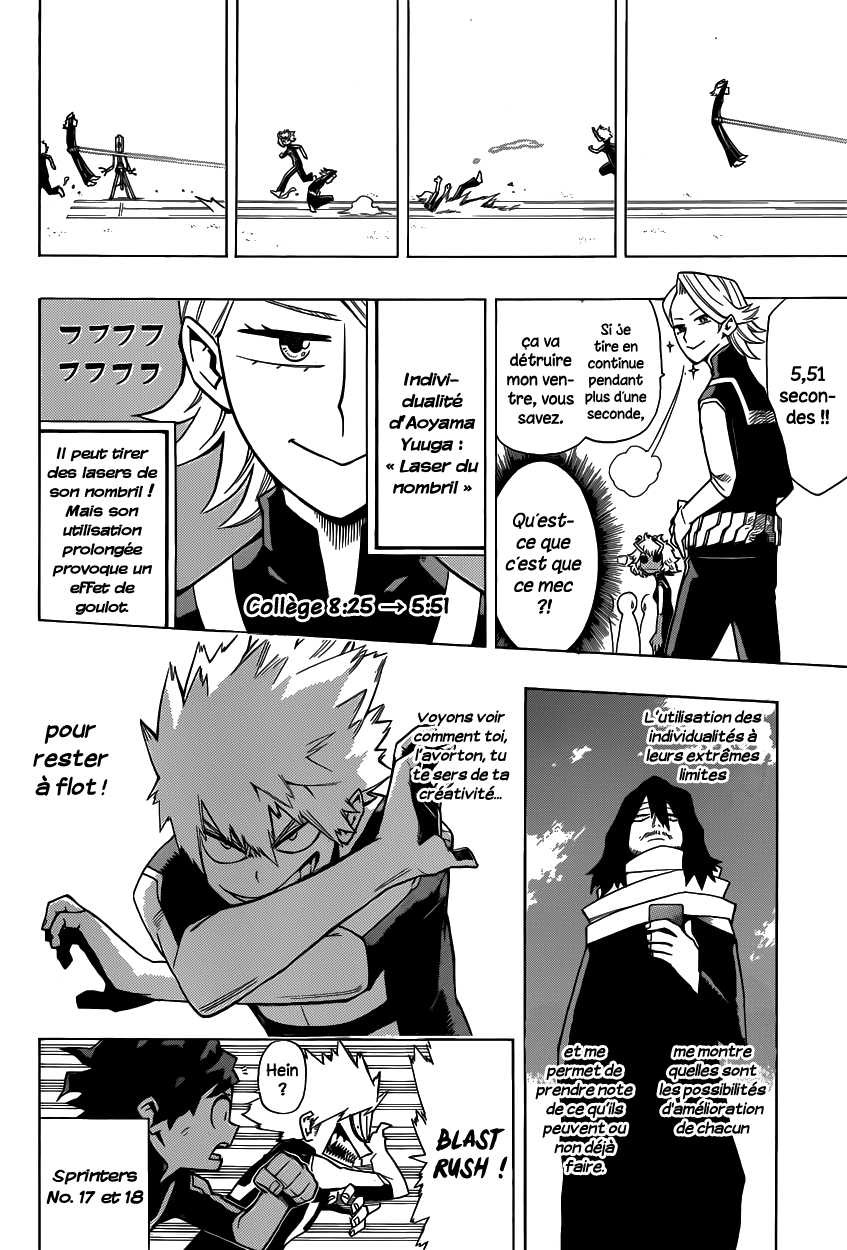 5,51
secon-
des !!
Si je
tire en
continue
pendant
plus d'une
seconde,
ça va
détruire
mon ven-
tre, vous
savez.
Qu'est-
ce que
c'est que
ce mec
?!
Indivi-
dualité
d'Aoyama
Yuuga :
« Laser du
nombril »
フフフフ
フフフフ
Il peut tirer
des lasers de
son nombril !
Mais son
utilisation
prolongée
provoque un
effet de
goulot.
Collège 8:25 → 5:51
L'utilisation des
individualités à
leurs extrêmes
limites
me montre
quelles sont
les possibilités
d'amélioration
de chacun
et me
permet de
prendre note
de ce qu'ils
peuvent ou
non déjà
faire.
Voyons voir
comment toi,
l'avorton, tu
te sers de ta
créativité...
pour
rester
à flot !
BLAST
RUSH !
Hein
?
Sprinters
No. 17 et 18